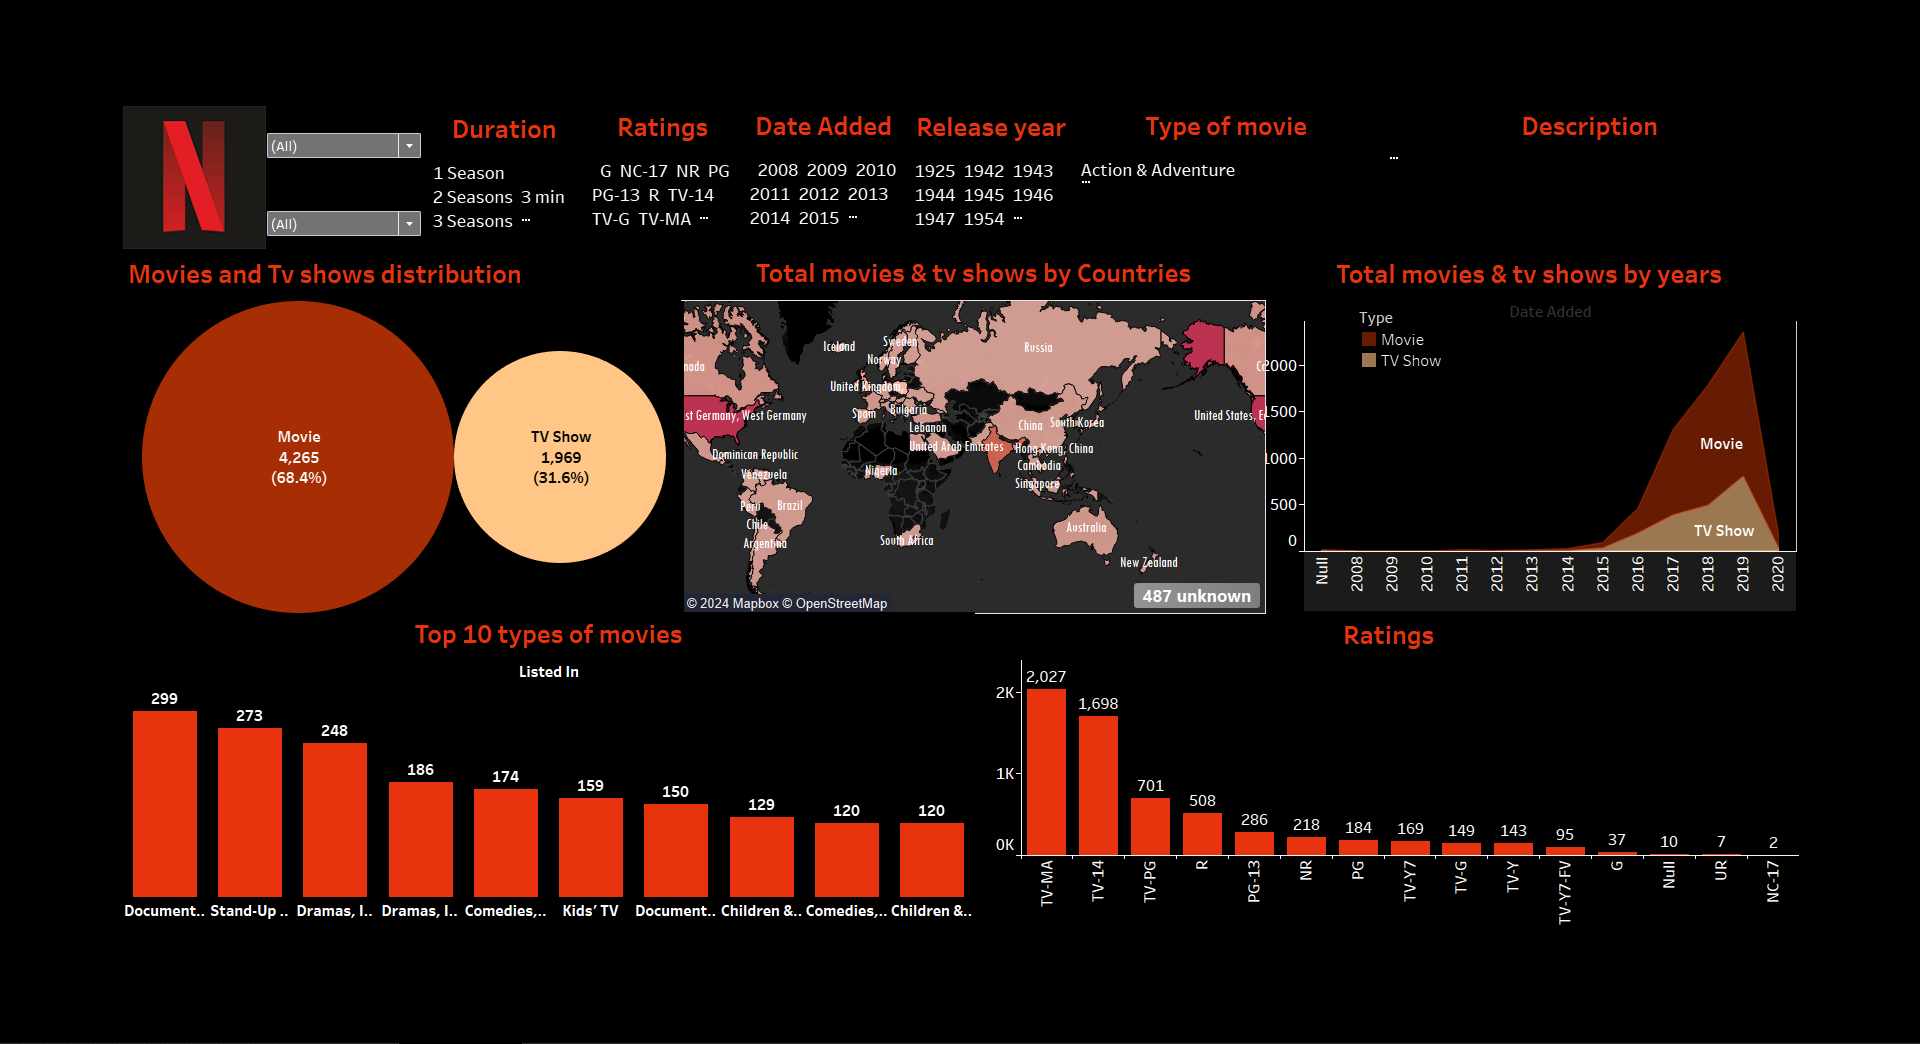 Duration
Ratings
Date Added
Release year
Type of movie
Description
(All)
(All)
1 Season
2 Seasons 3 min
3 Seasons ...
G NC-17 NR PG
PG-13 R TV-14
TV-G TV-MA ...
2008 2009 2010
2011 2012 2013
2014 2015 ...
1925 1942 1943
1944 1945 1946
1947 1954 ...
Action & Adventure
...
...
Movies and Tv shows distribution
Movie
4,265
(68.4%)
TV Show
1,969
(31.6%)
Total movies & tv shows by Countries
Iceland
Sweden
Norway
Russia
nada
United Kingdom
st Germany, West Germany
Spain
Bulgaria
Lebanon
China
South Korea
United States, E
Dominican Republic
United Arab Emirates
Hong Kong, China
Nigeria
Cambodia
Venezuela
Singapore
Peru
Brazil
Chile
Argentina
South Africa
Australia
New Zealand
487 unknown
© 2024 Mapbox © OpenStreetMap
Total movies & tv shows by years
Date Added
Type
Movie
TV Show
2000
1500
1000
500
0
Movie
TV Show
Null
2008
2009
2010
2011
2012
2013
2014
2015
2016
2017
2018
2019
2020
Top 10 types of movies
Listed In
299
273
248
186
174
159
150
129
120
120
Document..
Stand-Up ..
Dramas, I..
Dramas, I..
Comedies,..
Kids' TV
Document..
Children &..
Comedies,..
Children &..
Ratings
2K
1K
0K
2,027
1,698
701
508
286
218
184
169
149
143
95
37
10
7
2
TV-MA
TV-14
TV-PG
R
PG-13
NR
PG
TV-Y7
TV-G
TV-Y
TV-Y7-FV
G
Null
UR
NC-17